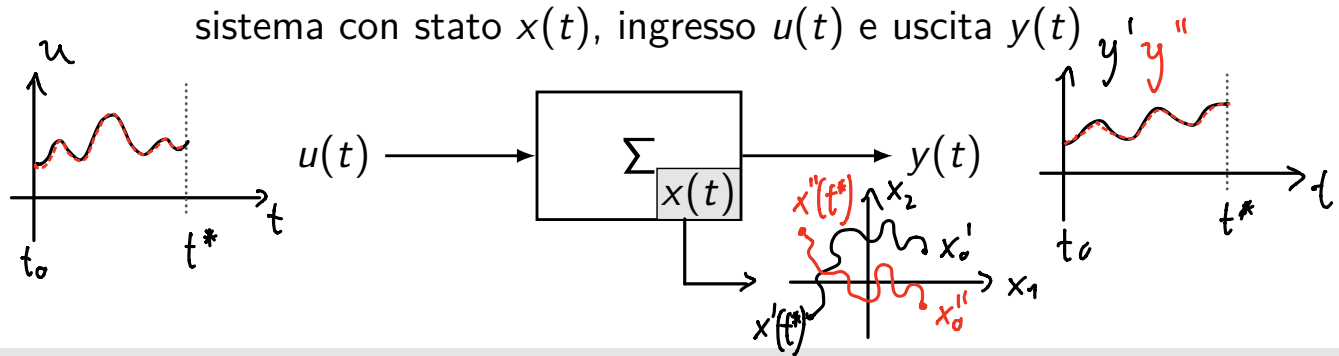 sistema con stato x(t), ingresso u(t) e uscita y(t)
u
t
t₀
t*
u(t)
Σ
x(t)
y(t)
y' y''
t
t₀
t*
x''(t*)
x₂
x₀'
x₁
x₀''
x'(t*)